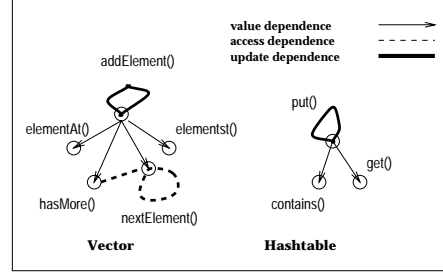 value dependence
access dependence
update dependence
addElement()
put()
elementAt()
elementst()
get()
hasMore()
contains()
nextElement()
Vector
Hashtable